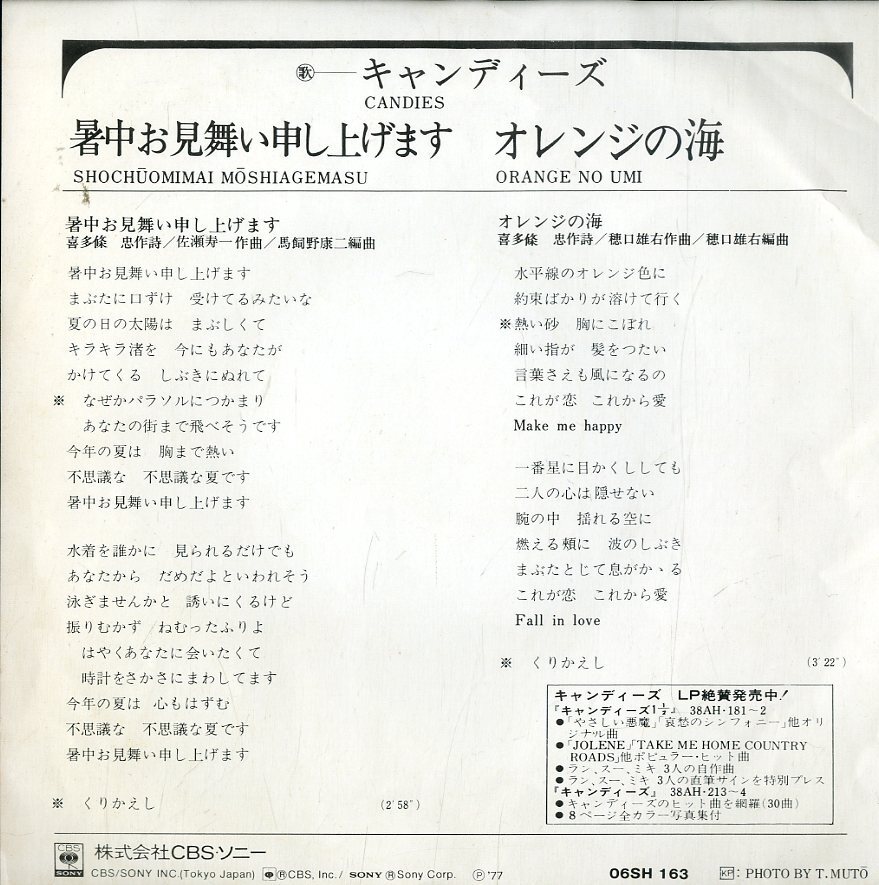 歌 キャンディーズ
CANDIES
暑中お見舞い申し上げます オレンジの海
SHOCHŪOMIMAI MŌSHIAGEMASU ORANGE NO UMI
暑中お見舞い申し上げます
喜多條 忠作詩/佐瀬寿一作曲/馬飼野康二編曲
暑中お見舞い申し上げます
まぶたに口ずけ 受けてるみたいな
夏の日の太陽は まぶしくて
キラキラ渚を 今にもあなたが
かけてくる しぶきにぬれて
※ なぜかパラソルにつかまり
あなたの街まで飛べそうです
今年の夏は 胸まで熱い
不思議な 不思議な夏です
暑中お見舞い申し上げます
水着を誰かに 見られるだけでも
あなたから だめだよといわれそう
泳ぎませんかと 誘いにくるけど
振りむかず ねむったふりよ
はやくあなたに会いたくて
時計をさかさにまわしてます
今年の夏は 心もはずむ
不思議な 不思議な夏です
暑中お見舞い申し上げます
※ くりかえし (2′58″)
オレンジの海
喜多條 忠作詩/穂口雄右作曲/穂口雄右編曲
水平線のオレンジ色に
約束ばかりが溶けて行く
※熱い砂 胸にこぼれ
細い指が 髪をつたい
言葉さえも風になるの
これが恋 これから愛
Make me happy
一番星に目かくししても
二人の心は隠せない
腕の中 揺れる空に
燃える頬に 波のしぶき
まぶたとじて息がかゝる
これが恋 これから愛
Fall in love
※ くりかえし (3′22″)
キャンディーズ LP絶賛発売中!
『キャンディーズ1½』 38AH・181~2
●「やさしい悪魔」「哀愁のシンフォニー」他オリ
ジナル曲
●「JOLENE」「TAKE ME HOME COUNTRY
ROADS」他ポピュラー・ヒット曲
●ラン、スー、ミキ 3人の自作曲
●ラン、スー、ミキ 3人の直筆サインを特別プレス
『キャンディーズ』 38AH・213~4
●キャンディーズのヒット曲を網羅(30曲)
●8ページ全カラー写真集付
CBS
SONY
株式会社CBS・ソニー
CBS/SONY INC.(Tokyo Japan) ®CBS, Inc./ SONY ®Sony Corp. Ⓟ'77 06SH 163 KP: PHOTO BY T. MUTŌ